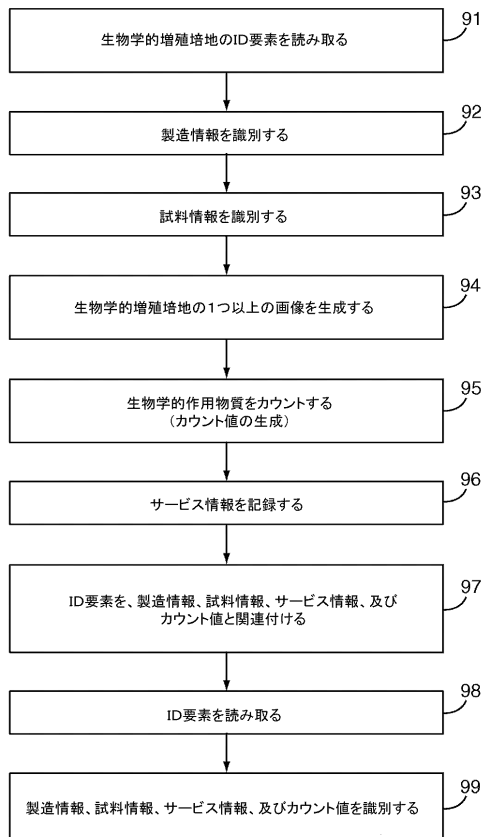 生物学的増殖培地のID要素を読み取る
91
製造情報を識別する
92
試料情報を識別する
93
生物学的増殖培地の1つ以上の画像を生成する
94
生物学的作用物質をカウントする
(カウント値の生成)
95
サービス情報を記録する
96
ID要素を、製造情報、試料情報、サービス情報、及び
カウント値と関連付ける
97
ID要素を読み取る
98
製造情報、試料情報、サービス情報、及びカウント値を識別する
99